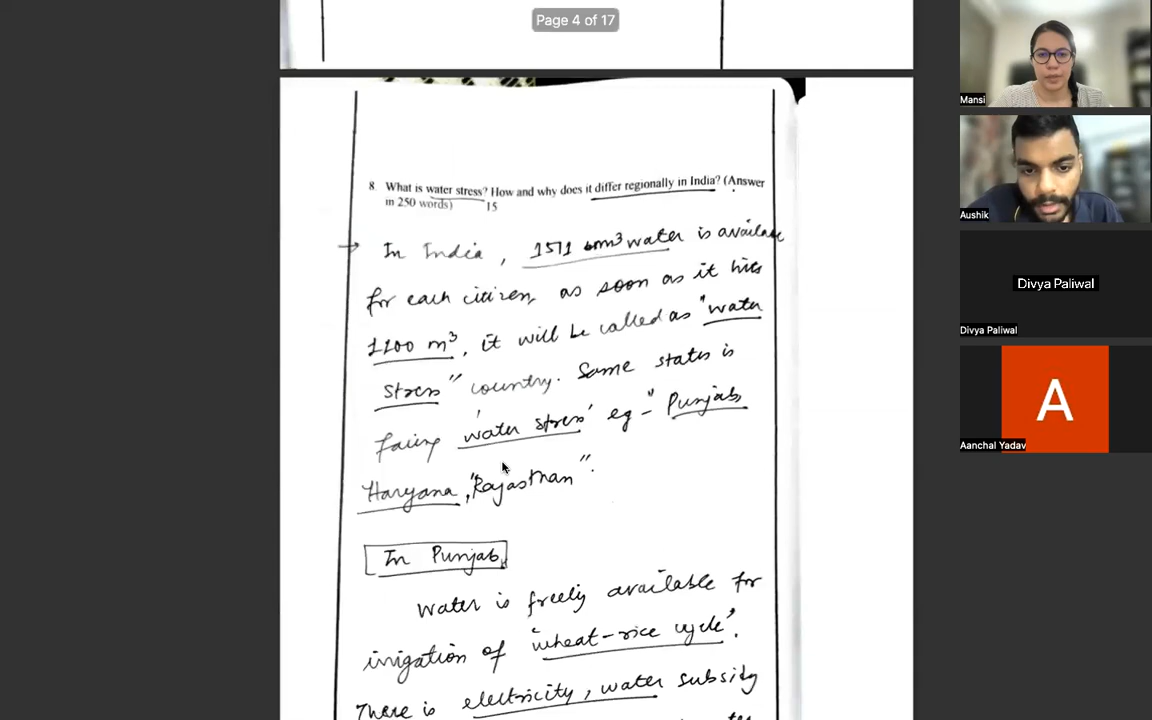 Page 4 of 17
8. What is water stress? How and why does it differ regionally in India? (Answer
in 250 words) 15
→ In India, 1511 m³ water is available
for each citizen, as soon as it hits
1100 m³, it will be called as "water
stress" country. Some states is
facing 'water stress' eg - "Punjab,
Haryana, "Rajasthan".
In Punjab
Water is freely available for
irrigation of 'wheat-rice cycle'.
There is electricity, water subsidy
Mansi
Aushik
Divya Paliwal
Divya Paliwal
A
Aanchal Yadav